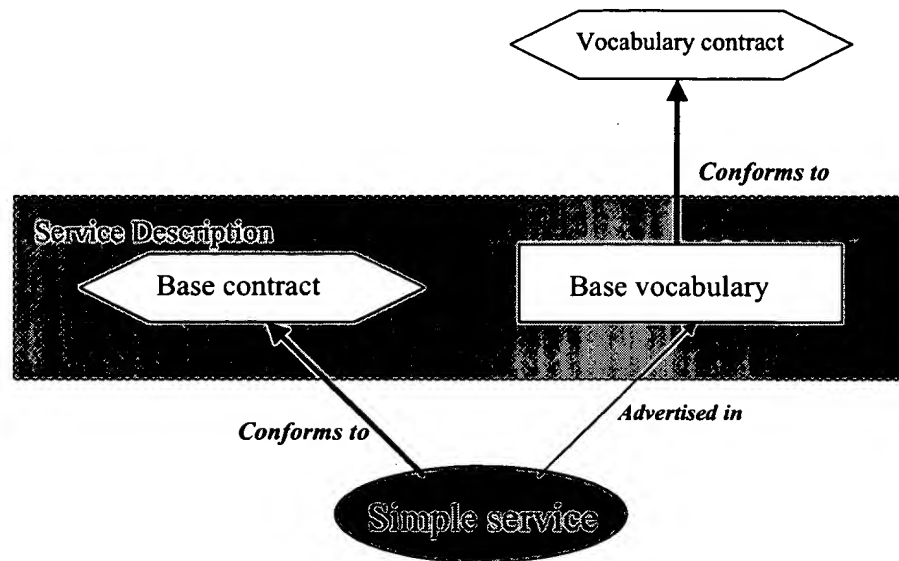 Vocabulary contract
Conforms to
Service Description
Base contract
Base vocabulary
Conforms to
Advertised in
Simple service